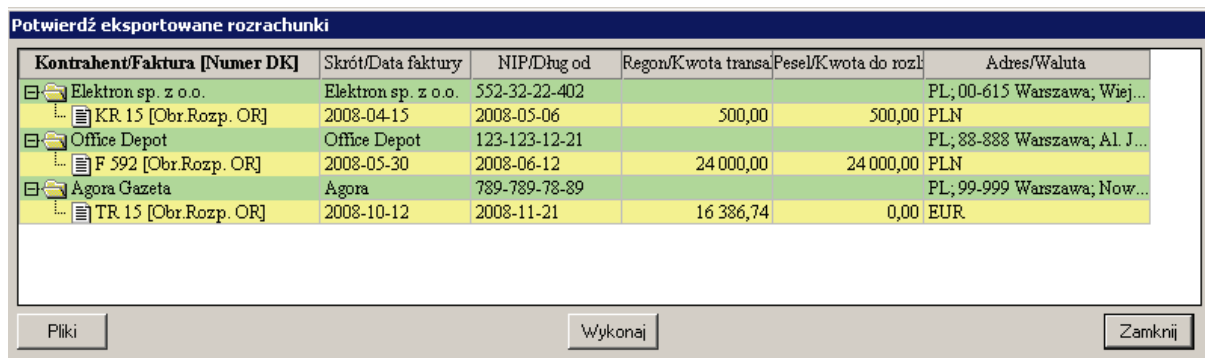 Potwierdź eksportowane rozrachunki
Kontrahent/Faktura [Numer DK] Skrót/Data faktury NIP/Dług od Regon/Kwota transa Pesel/Kwota do rozl Adres/Waluta
Elektron sp. z o.o. Elektron sp. z o.o. 552-32-22-402 PL; 00-615 Warszawa; Wiej...
KR 15 [Obr.Rozp. OR] 2008-04-15 2008-05-06 500,00 500,00 PLN
Office Depot Office Depot 123-123-12-21 PL; 88-888 Warszawa; Al. J...
F 592 [Obr.Rozp. OR] 2008-05-30 2008-06-12 24 000,00 24 000,00 PLN
Agora Gazeta Agora 789-789-78-89 PL; 99-999 Warszawa; Now...
TR 15 [Obr.Rozp. OR] 2008-10-12 2008-11-21 16 386,74 0,00 EUR
Pliki Wykonaj Zamknij